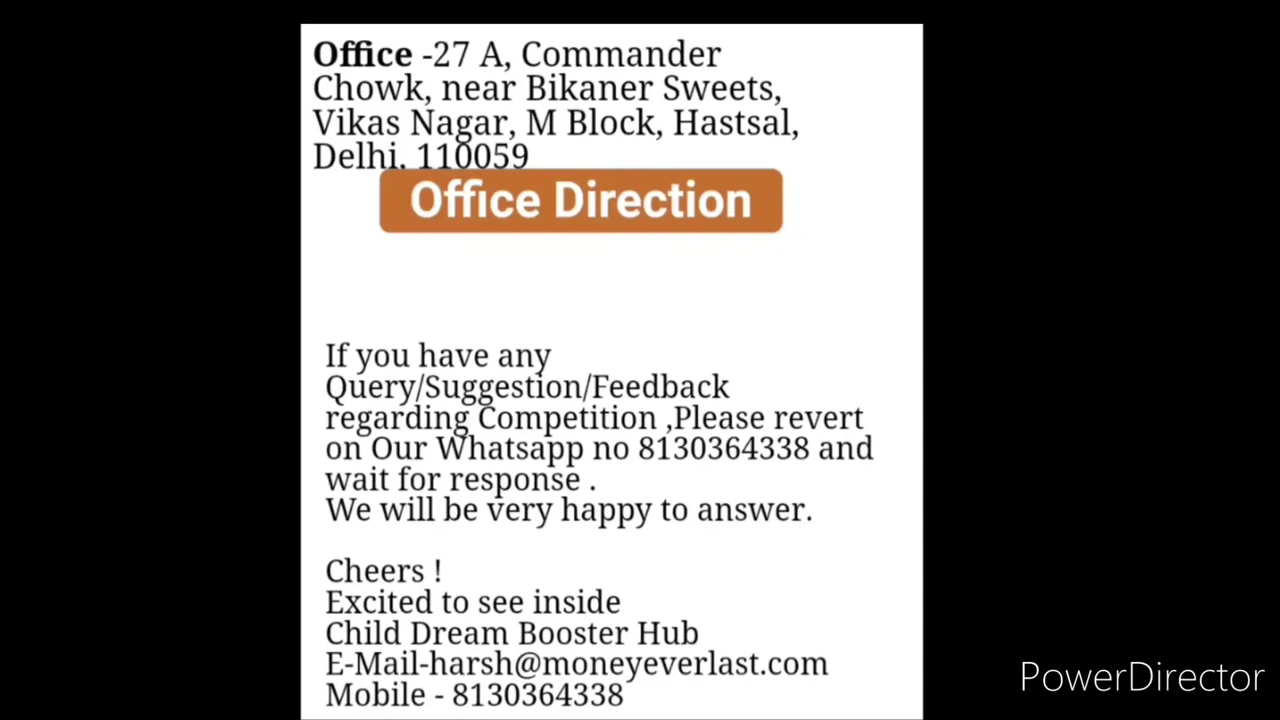 Office -27 A, Commander
Chowk, near Bikaner Sweets,
Vikas Nagar, M Block, Hastsal,
Delhi, 110059
Office Direction
If you have any
Query/Suggestion/Feedback
regarding Competition ,Please revert
on Our Whatsapp no 8130364338 and
wait for response .
We will be very happy to answer.
Cheers !
Excited to see inside
Child Dream Booster Hub
E-Mail-harsh@moneyeverlast.com
Mobile - 8130364338
PowerDirector